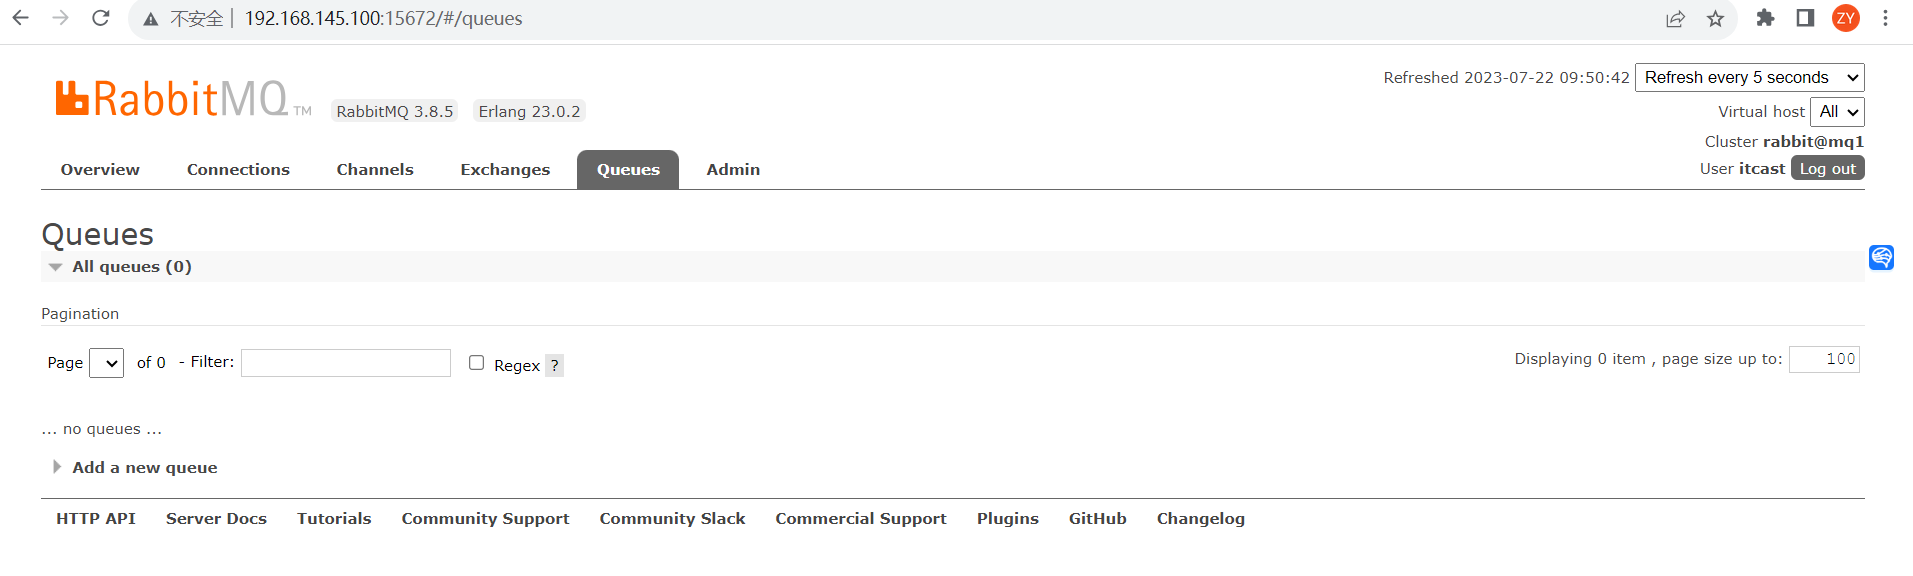 不安全 192.168.145.100:15672/#/queues ZY
RabbitMQ TM RabbitMQ 3.8.5 Erlang 23.0.2
Refreshed 2023-07-22 09:50:42 Refresh every 5 seconds
Virtual host All
Cluster rabbit@mq1
User itcast Log out
Overview Connections Channels Exchanges Queues Admin
Queues
All queues (0)
Pagination
Page of 0 - Filter: Regex ? Displaying 0 item , page size up to: 100
... no queues ...
Add a new queue
HTTP API Server Docs Tutorials Community Support Community Slack Commercial Support Plugins GitHub Changelog